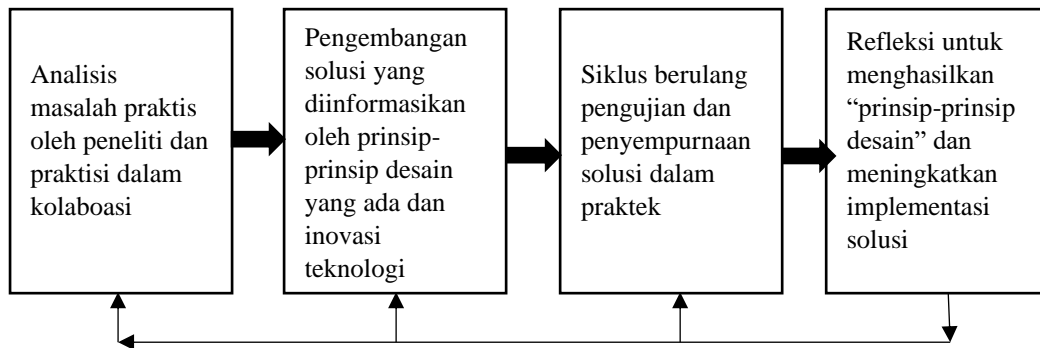 Analisis
masalah praktis
oleh peneliti dan
praktisi dalam
kolaboasi
Pengembangan
solusi yang
diinformasikan
oleh prinsip-
prinsip desain
yang ada dan
inovasi
teknologi
Siklus berulang
pengujian dan
penyempurnaan
solusi dalam
praktek
Refleksi untuk
menghasilkan
“prinsip-prinsip
desain” dan
meningkatkan
implementasi
solusi